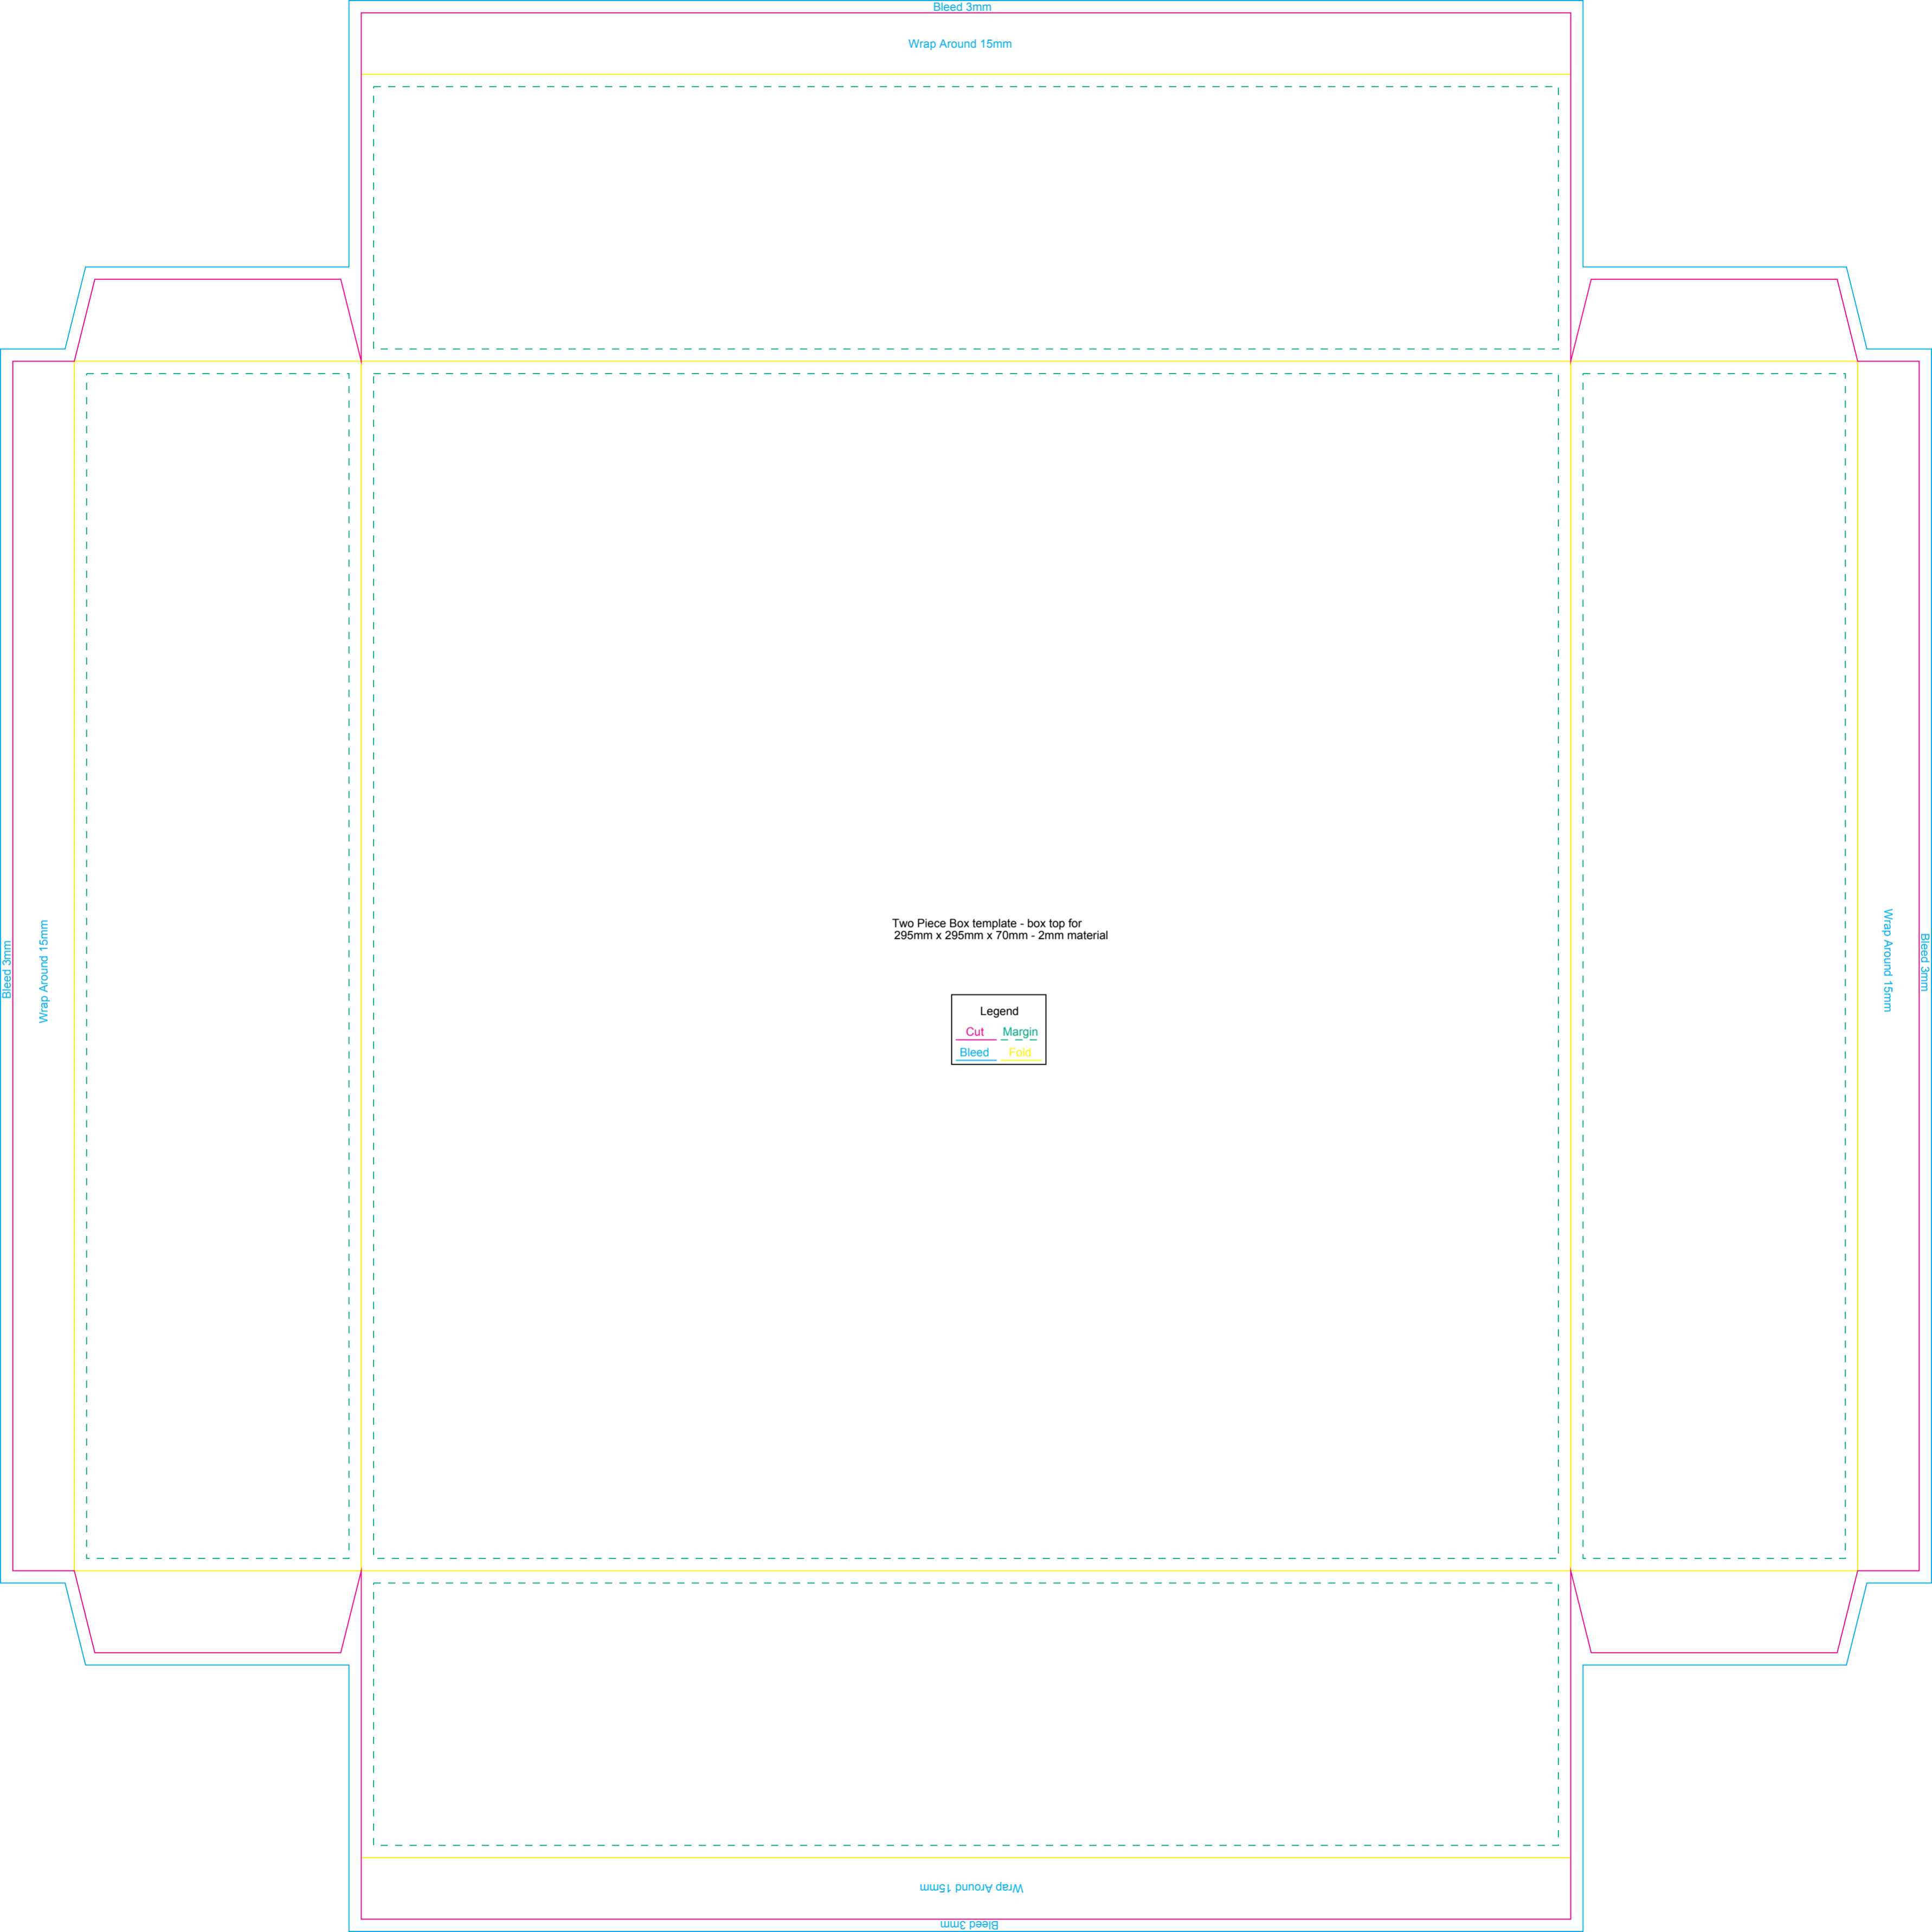 Bleed 3mm
Wrap Around 15mm
Bleed 3mm
Wrap Around 15mm
Two Piece Box template - box top for
295mm x 295mm x 70mm - 2mm material
Legend
Cut Margin
Bleed Fold
Wrap Around 15mm
Bleed 3mm
Wrap Around 15mm
Bleed 3mm